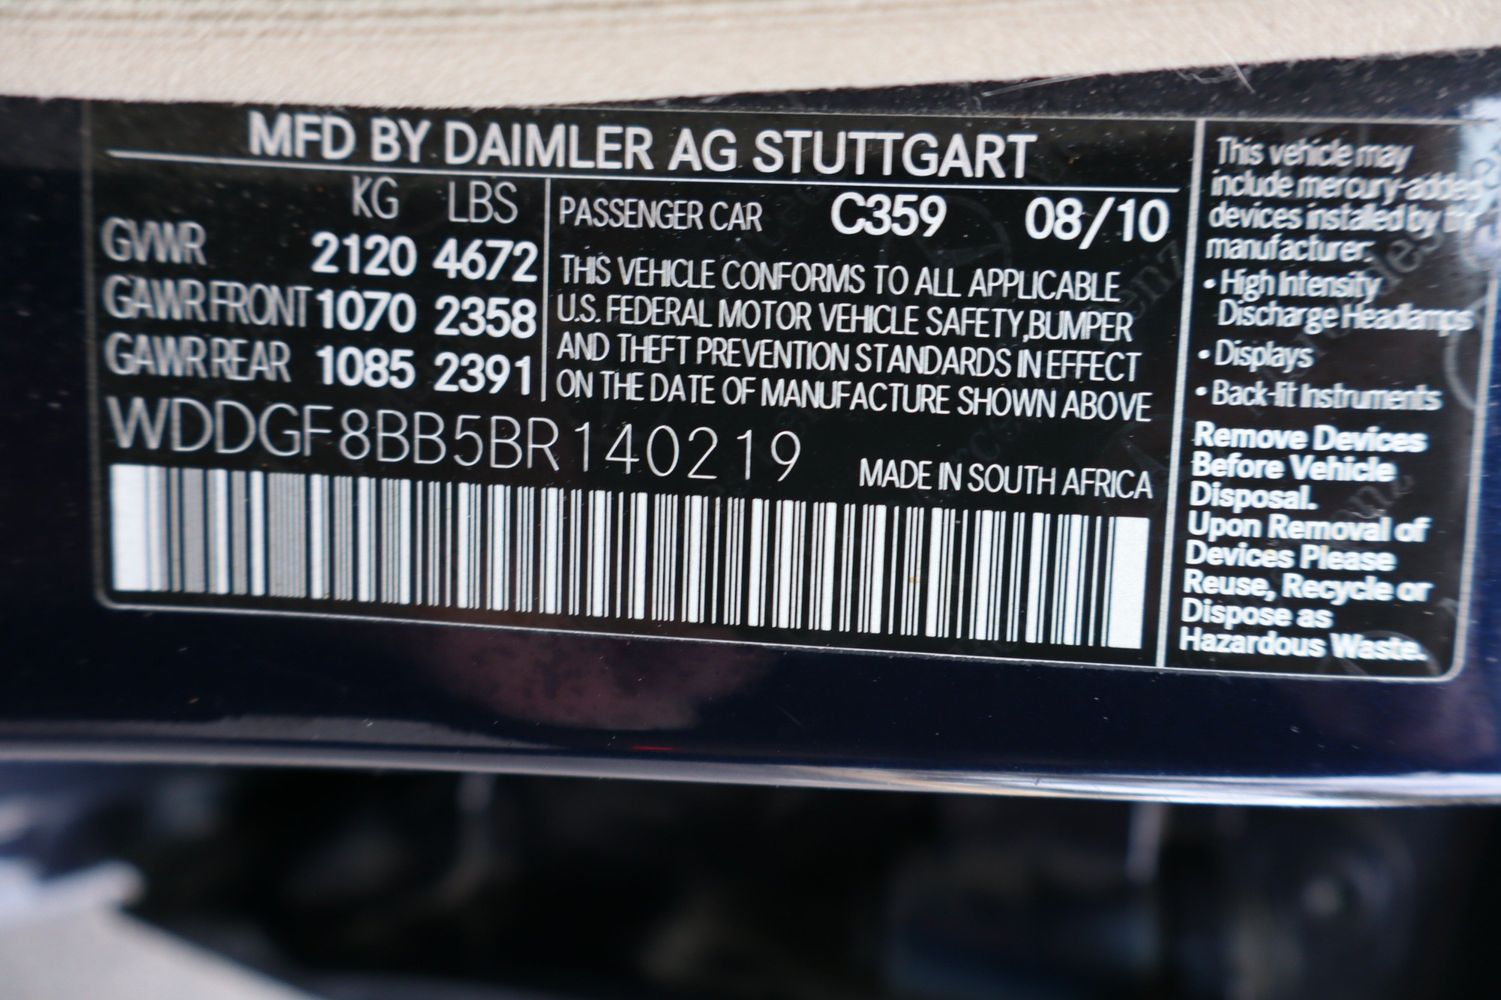 MFD BY DAIMLER AG STUTTGART
KG LBS
GVWR 2120 4672
GAWR FRONT 1070 2358
GAWR REAR 1085 2391
PASSENGER CAR C359 08/10
THIS VEHICLE CONFORMS TO ALL APPLICABLE
U.S. FEDERAL MOTOR VEHICLE SAFETY,BUMPER
AND THEFT PREVENTION STANDARDS IN EFFECT
ON THE DATE OF MANUFACTURE SHOWN ABOVE
WDDGF8BB5BR140219
MADE IN SOUTH AFRICA
This vehicle may
include mercury-added
devices installed by the
manufacturer:
• High Intensity
Discharge Headlamps
• Displays
• Back-lit Instruments
Remove Devices
Before Vehicle
Disposal.
Upon Removal of
Devices Please
Reuse, Recycle or
Dispose as
Hazardous Waste.